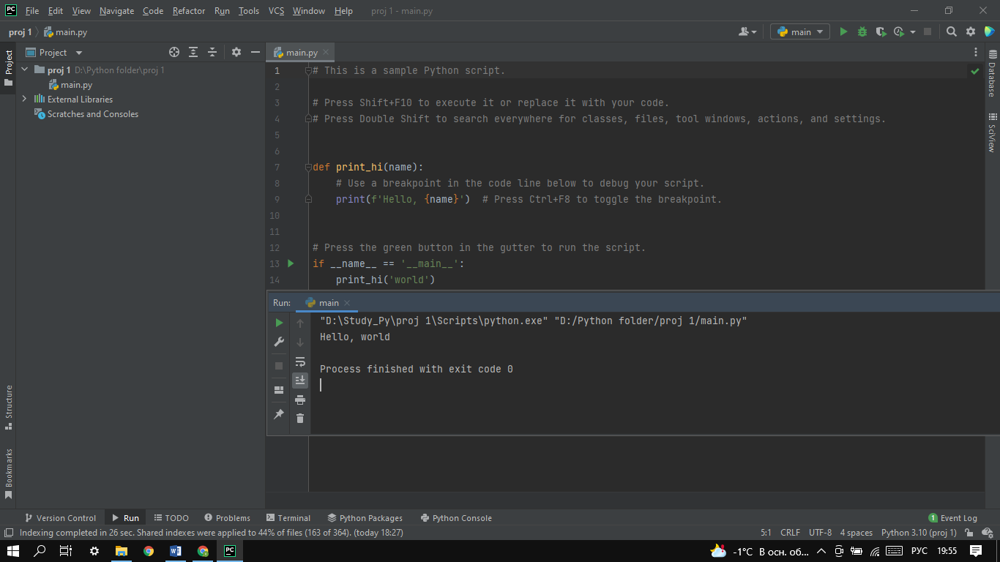 PC File Edit View Navigate Code Refactor Run Tools VCS Window Help proj 1 - main.py
proj 1 main.py main
Project
main.py
proj 1 D:\Python folder\proj 1
main.py
External Libraries
Scratches and Consoles
Project
Structure
Bookmarks
Database
SciView
1 # This is a sample Python script.
2
3 # Press Shift+F10 to execute it or replace it with your code.
4 # Press Double Shift to search everywhere for classes, files, tool windows, actions, and settings.
5
6
7 def print_hi(name):
8 # Use a breakpoint in the code line below to debug your script.
9 print(f'Hello, {name}') # Press Ctrl+F8 to toggle the breakpoint.
10
11
12 # Press the green button in the gutter to run the script.
13 if __name__ == '__main__':
14 print_hi('world')
Run: main
"D:\Study_Py\proj 1\Scripts\python.exe" "D:/Python folder/proj 1/main.py"
Hello, world
Process finished with exit code 0
Version Control Run TODO Problems Terminal Python Packages Python Console 1 Event Log
Indexing completed in 26 sec. Shared indexes were applied to 44% of files (163 of 364). (today 18:27) 5:1 CRLF UTF-8 4 spaces Python 3.10 (proj 1)
W PC -1°C В осн. об... РУС 19:55